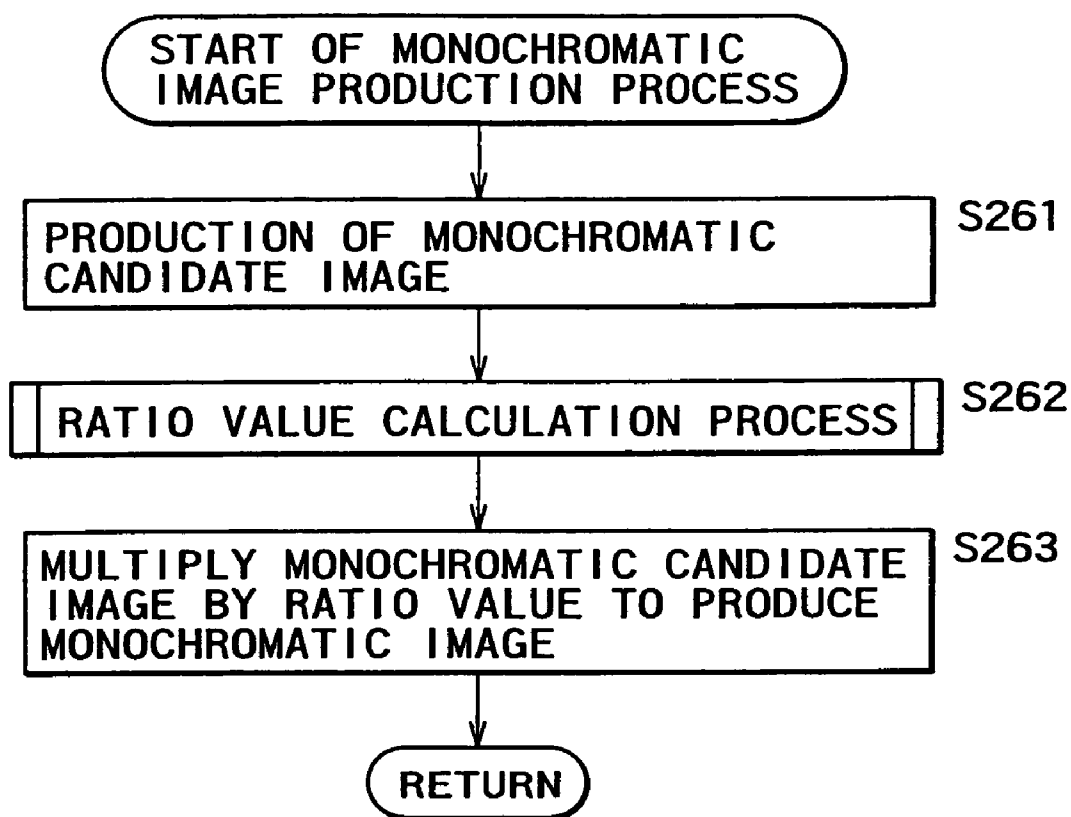 START OF MONOCHROMATIC
IMAGE PRODUCTION PROCESS
S261
PRODUCTION OF MONOCHROMATIC
CANDIDATE IMAGE
S262
RATIO VALUE CALCULATION PROCESS
S263
MULTIPLY MONOCHROMATIC CANDIDATE
IMAGE BY RATIO VALUE TO PRODUCE
MONOCHROMATIC IMAGE
RETURN